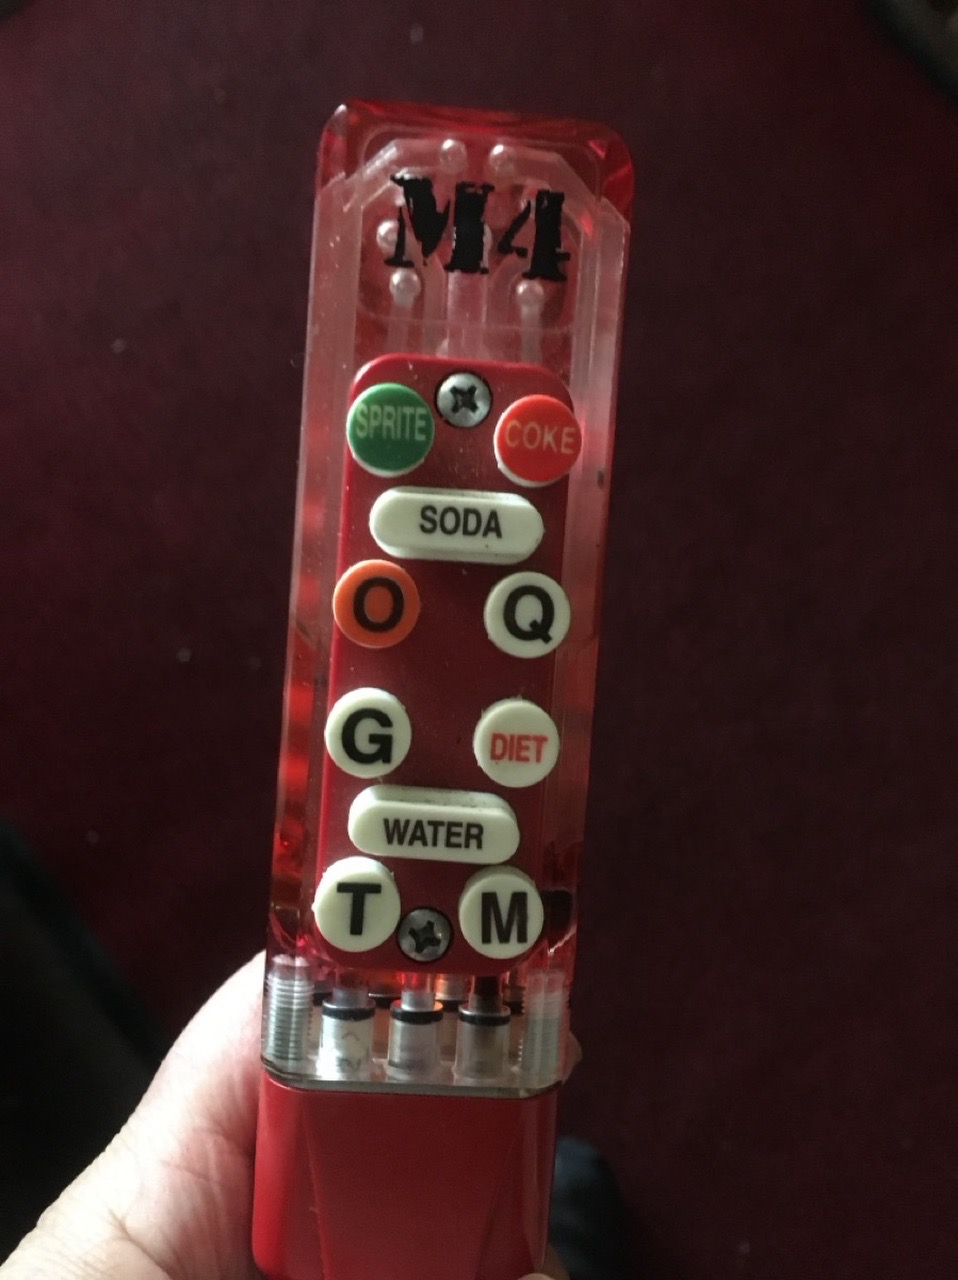 M4
SPRITE COKE
SODA
O Q
G DIET
WATER
T M